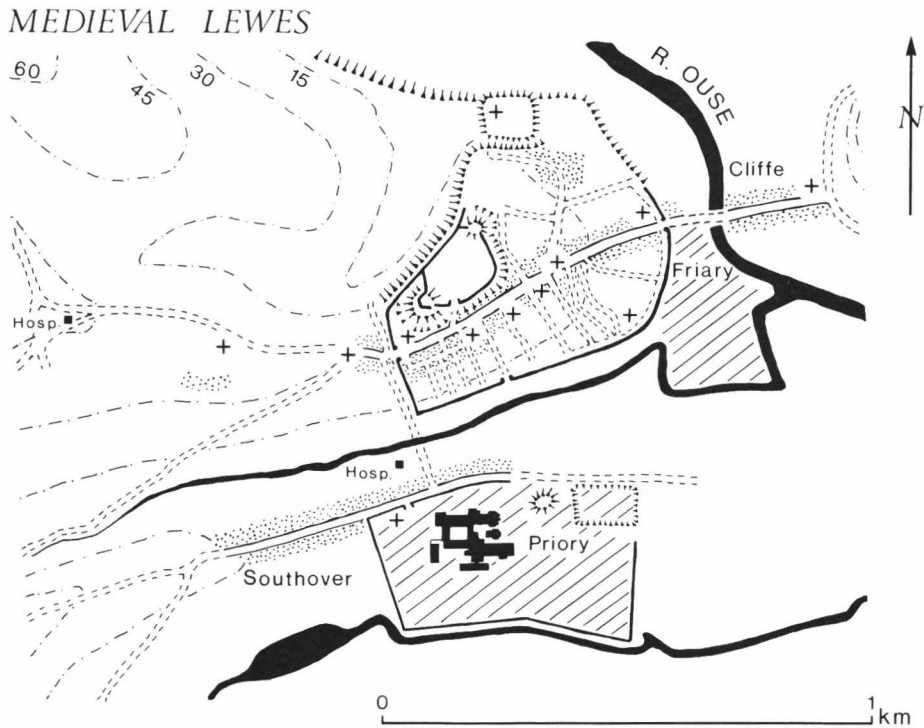 MEDIEVAL LEWES
60
45
30
15
R. OUSE
N
Cliffe
Friary
Hosp.
Hosp.
Priory
Southover
0
1
km